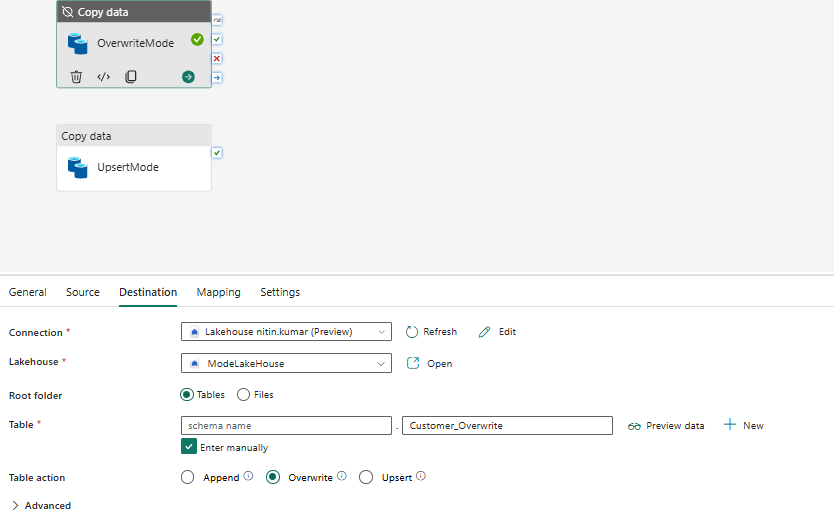 Copy data
OverwriteMode
Copy data
UpsertMode
General Source Destination Mapping Settings
Connection * Lakehouse nitin.kumar (Preview) Refresh Edit
Lakehouse * ModeLakeHouse Open
Root folder Tables Files
Table * schema name . Customer_Overwrite Preview data New
Enter manually
Table action Append Overwrite Upsert
Advanced